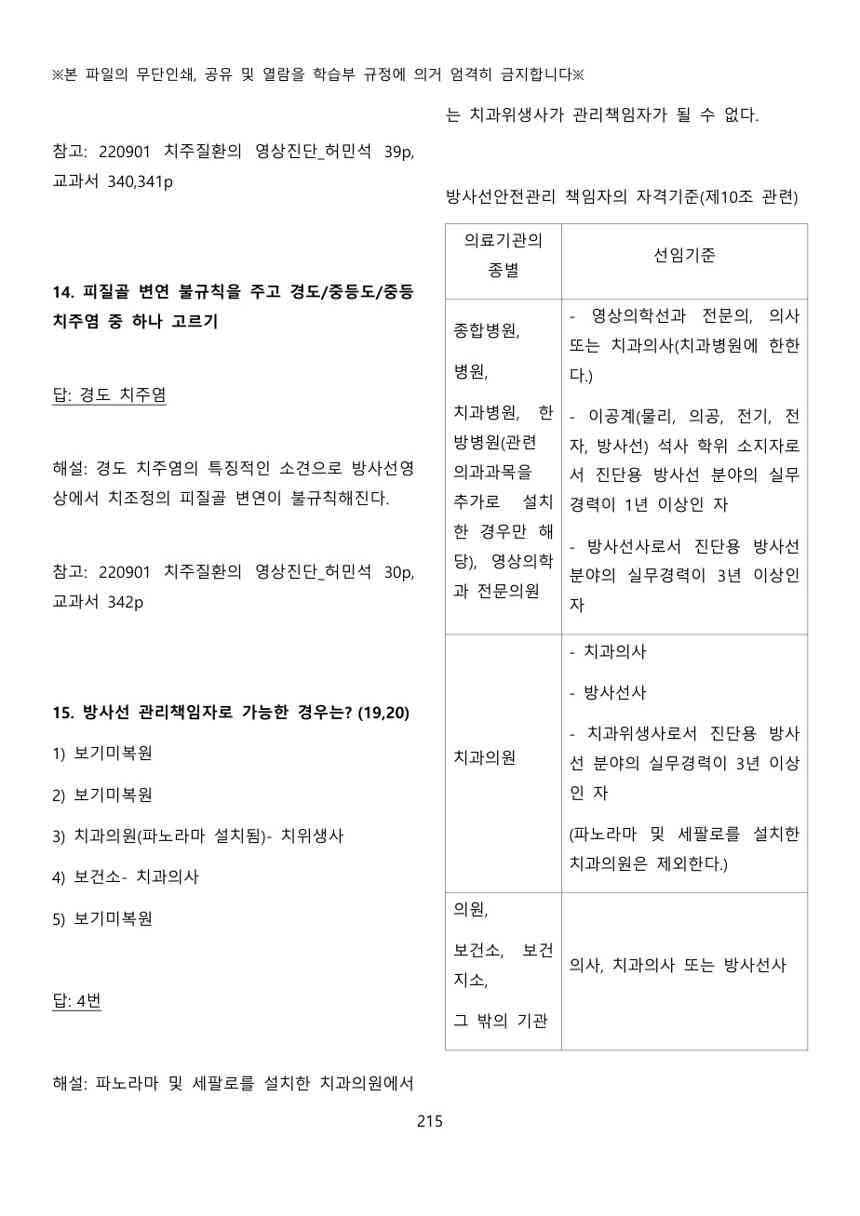 ※본 파일의 무단인쇄, 공유 및 열람을 학습부 규정에 의거 엄격히 금지합니다※
참고: 220901 치주질환의 영상진단_허민석 39p,
교과서 340,341p
14. 피질골 변연 불규칙을 주고 경도/중등도/중등
치주염 중 하나 고르기
답: 경도 치주염
해설: 경도 치주염의 특징적인 소견으로 방사선영
상에서 치조정의 피질골 변연이 불규칙해진다.
참고: 220901 치주질환의 영상진단_허민석 30p,
교과서 342p
15. 방사선 관리책임자로 가능한 경우는? (19,20)
1) 보기미복원
2) 보기미복원
3) 치과의원(파노라마 설치됨)- 치위생사
4) 보건소- 치과의사
5) 보기미복원
답: 4번
해설: 파노라마 및 세팔로를 설치한 치과의원에서
는 치과위생사가 관리책임자가 될 수 없다.
방사선안전관리 책임자의 자격기준(제10조 관련)
의료기관의
종별
선임기준
종합병원,
병원,
치과병원, 한
방병원(관련
의과과목을
추가로 설치
한 경우만 해
당), 영상의학
과 전문의원
- 영상의학선과 전문의, 의사
또는 치과의사(치과병원에 한한
다.)
- 이공계(물리, 의공, 전기, 전
자, 방사선) 석사 학위 소지자로
서 진단용 방사선 분야의 실무
경력이 1년 이상인 자
- 방사선사로서 진단용 방사선
분야의 실무경력이 3년 이상인
자
치과의원
- 치과의사
- 방사선사
- 치과위생사로서 진단용 방사
선 분야의 실무경력이 3년 이상
인 자
(파노라마 및 세팔로를 설치한
치과의원은 제외한다.)
의원,
보건소, 보건
지소,
그 밖의 기관
의사, 치과의사 또는 방사선사
215